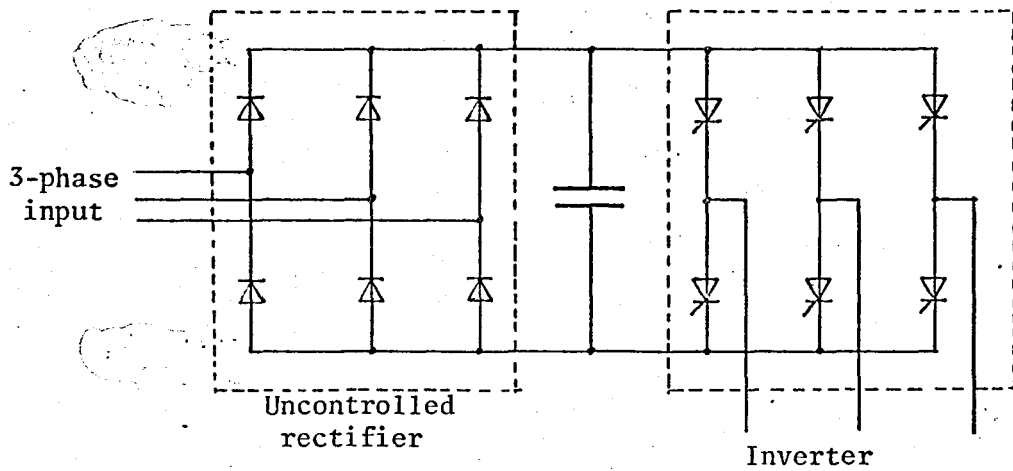 3-phase
input
Uncontrolled
rectifier
Inverter